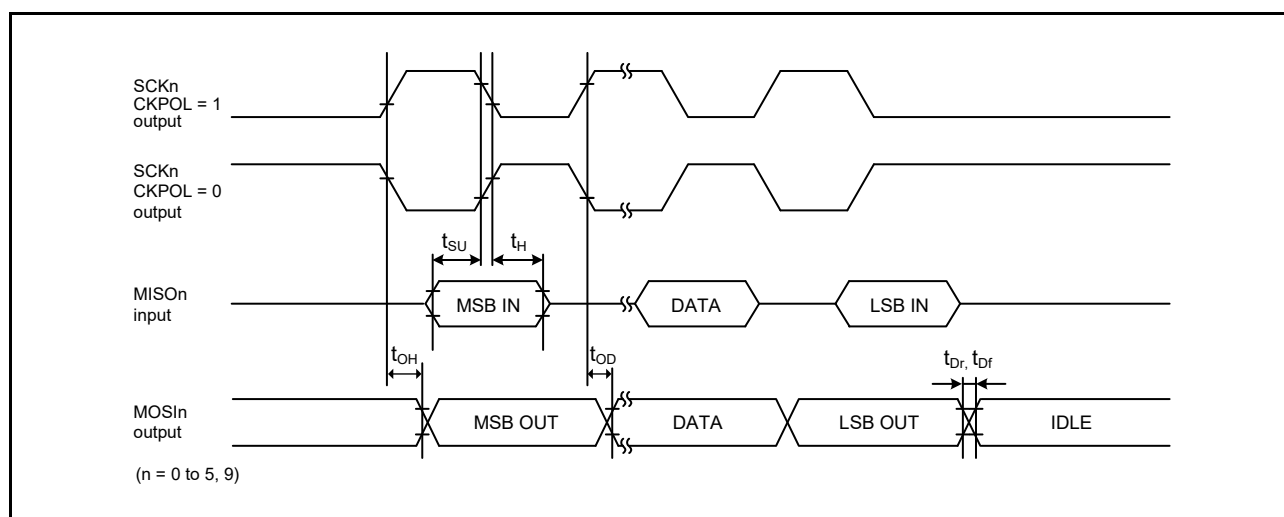 SCKn
CKPOL = 1
output
SCKn
CKPOL = 0
output
tSU
tH
MISOn
input
MSB IN
DATA
LSB IN
tOH
tOD
tDr, tDf
MOSIn
output
MSB OUT
DATA
LSB OUT
IDLE
(n = 0 to 5, 9)